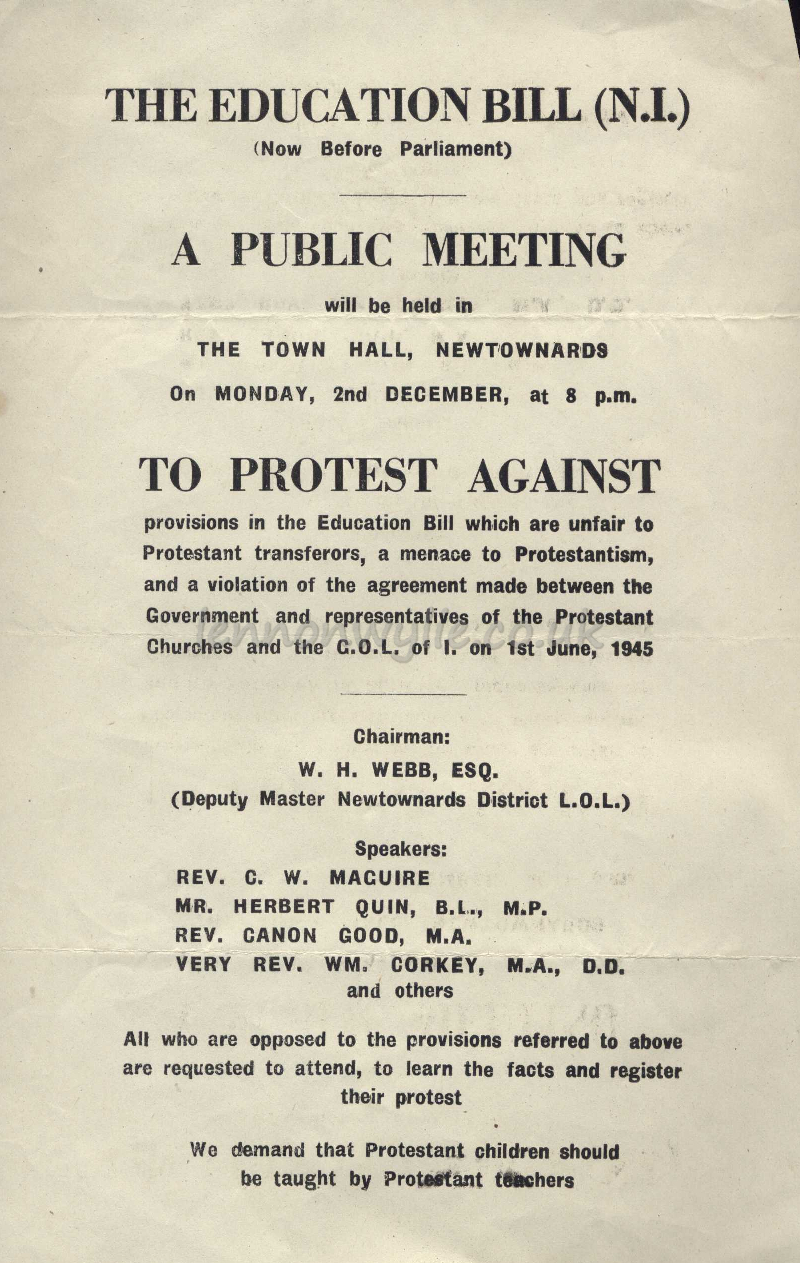 THE EDUCATION BILL (N.I.)
(Now Before Parliament)
A PUBLIC MEETING
will be held in
THE TOWN HALL, NEWTOWNARDS
On MONDAY, 2nd DECEMBER, at 8 p.m.
TO PROTEST AGAINST
provisions in the Education Bill which are unfair to
Protestant transferors, a menace to Protestantism,
and a violation of the agreement made between the
Government and representatives of the Protestant
Churches and the C.O.L. of I. on 1st June, 1945
Chairman:
W. H. WEBB, ESQ.
(Deputy Master Newtownards District L.O.L.)
Speakers:
REV. C. W. MAGUIRE
MR. HERBERT QUIN, B.L., M.P.
REV. CANON GOOD, M.A.
VERY REV. WM. CORKEY, M.A., D.D.
and others
All who are opposed to the provisions referred to above
are requested to attend, to learn the facts and register
their protest
We demand that Protestant children should
be taught by Protestant teachers